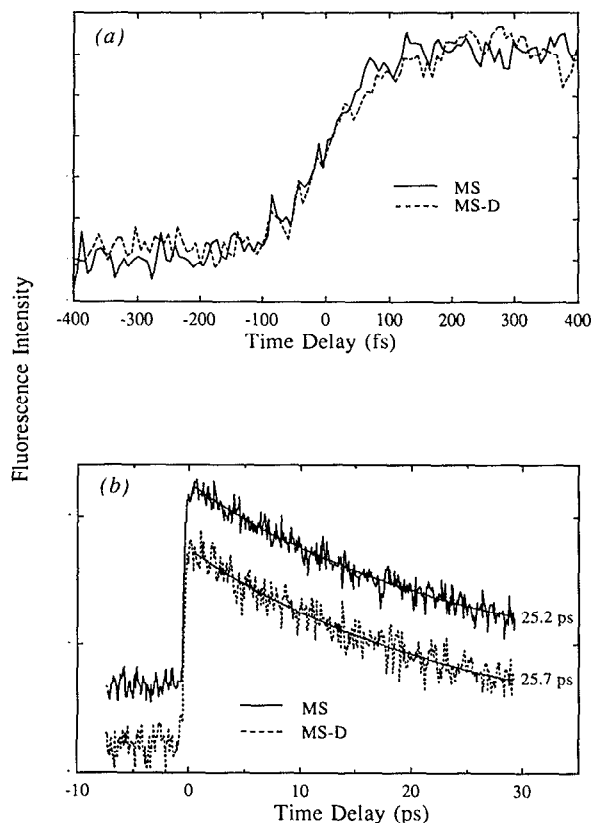 Fluorescence Intensity
(a)
MS
MS-D
-400 -300 -200 -100 0 100 200 300 400
Time Delay (fs)
(b)
25.2 ps
25.7 ps
MS
MS-D
-10 0 10 20 30
Time Delay (ps)